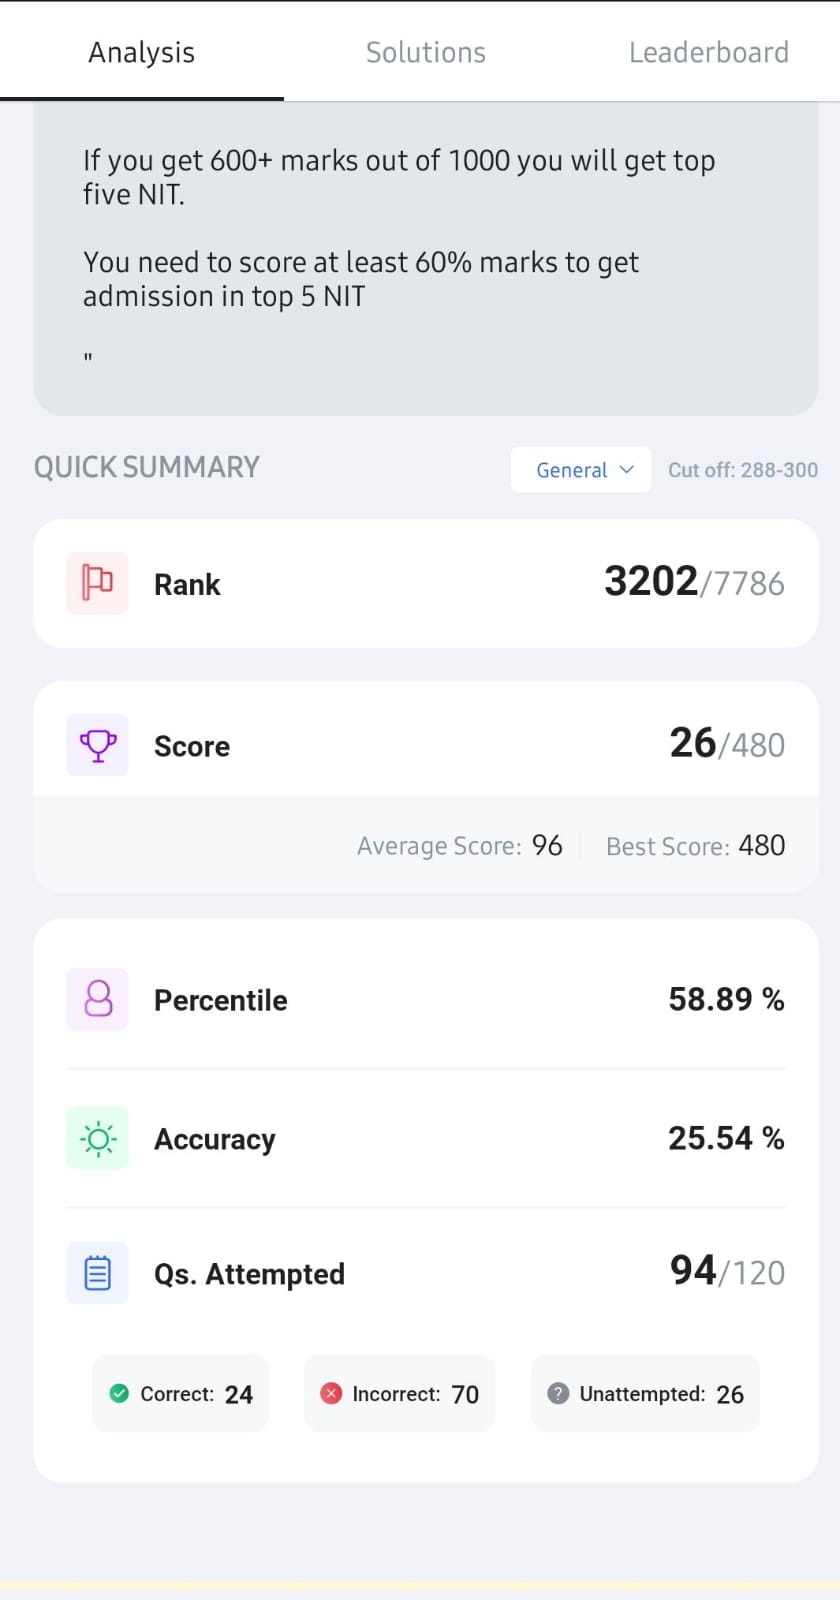 Analysis Solutions Leaderboard
If you get 600+ marks out of 1000 you will get top
five NIT.
You need to score at least 60% marks to get
admission in top 5 NIT
"
QUICK SUMMARY General Cut off: 288-300
Rank 3202/7786
Score 26/480
Average Score: 96 Best Score: 480
Percentile 58.89 %
Accuracy 25.54 %
Qs. Attempted 94/120
Correct: 24 Incorrect: 70 Unattempted: 26